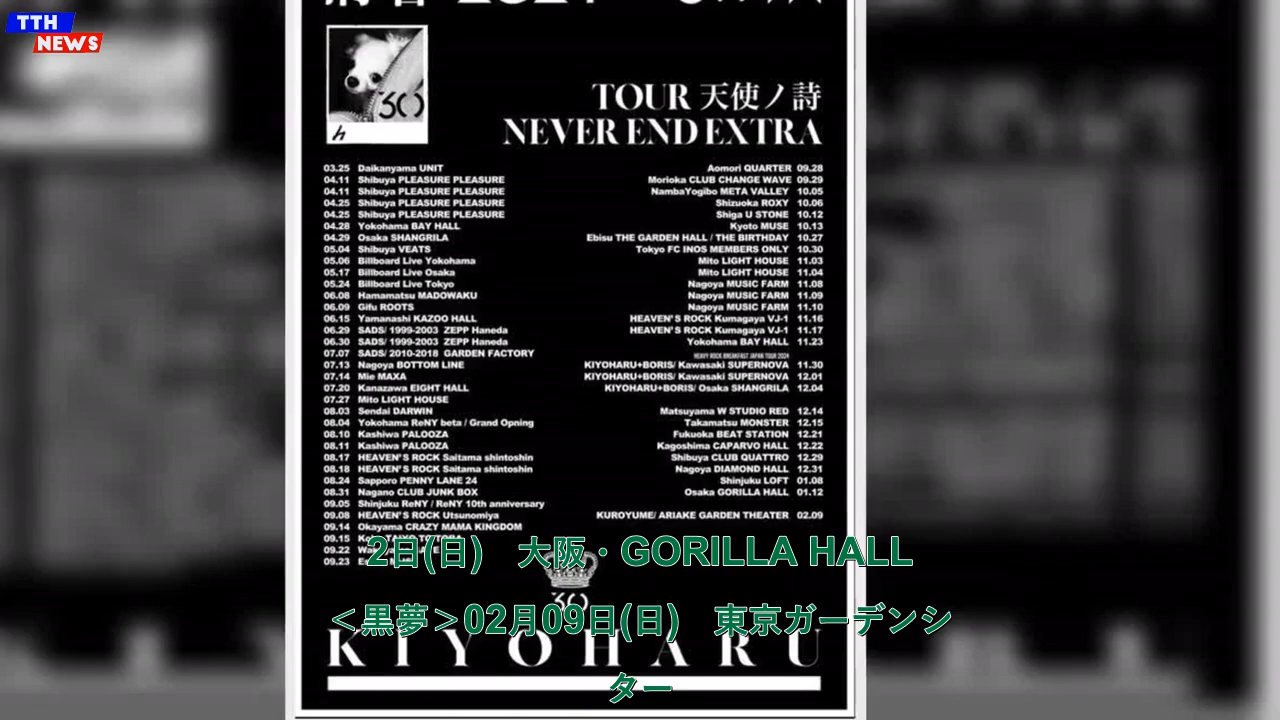 TTH
NEWS
30
h
TOUR 天使ノ詩
NEVER END EXTRA
03.25 Daikanyama UNIT
04.11 Shibuya PLEASURE PLEASURE
04.11 Shibuya PLEASURE PLEASURE
04.25 Shibuya PLEASURE PLEASURE
04.25 Shibuya PLEASURE PLEASURE
04.28 Yokohama BAY HALL
04.29 Osaka SHANGRILA
05.04 Shibuya VEATS
05.06 Billboard Live Yokohama
05.17 Billboard Live Osaka
05.24 Billboard Live Tokyo
06.08 Hamamatsu MADOWAKU
06.09 Gifu ROOTS
06.15 Yamanashi KAZOO HALL
06.29 SADS/ 1999-2003 ZEPP Haneda
06.30 SADS/ 1999-2003 ZEPP Haneda
07.07 SADS/ 2010-2018 GARDEN FACTORY
07.13 Nagoya BOTTOM LINE
07.14 Mie MAXA
07.20 Kanazawa EIGHT HALL
07.27 Mito LIGHT HOUSE
08.03 Sendai DARWIN
08.04 Yokohama ReNY beta / Grand Opning
08.10 Kashiwa PALOOZA
08.11 Kashiwa PALOOZA
08.17 HEAVEN'S ROCK Saitama shintoshin
08.18 HEAVEN'S ROCK Saitama shintoshin
08.24 Sapporo PENNY LANE 24
08.31 Nagano CLUB JUNK BOX
09.05 Shinjuku ReNY / ReNY 10th anniversary
09.08 HEAVEN'S ROCK Utsunomiya
09.14 Okayama CRAZY MAMA KINGDOM
09.15
09.22
09.23
Aomori QUARTER 09.28
Morioka CLUB CHANGE WAVE 09.29
NambaYogibo META VALLEY 10.05
Shizuoka ROXY 10.06
Shiga U STONE 10.12
Kyoto MUSE 10.13
Ebisu THE GARDEN HALL / THE BIRTHDAY 10.27
Tokyo FC INOS MEMBERS ONLY 10.30
Mito LIGHT HOUSE 11.03
Mito LIGHT HOUSE 11.04
Nagoya MUSIC FARM 11.08
Nagoya MUSIC FARM 11.09
Nagoya MUSIC FARM 11.10
HEAVEN'S ROCK Kumagaya VJ-1 11.16
HEAVEN'S ROCK Kumagaya VJ-1 11.17
Yokohama BAY HALL 11.23
HEAVY ROCK BREAKFAST JAPAN TOUR 2024
KIYOHARU+BORIS/ Kawasaki SUPERNOVA 11.30
KIYOHARU+BORIS/ Kawasaki SUPERNOVA 12.01
KIYOHARU+BORIS/ Osaka SHANGRILA 12.04
Matsuyama W STUDIO RED 12.14
Takamatsu MONSTER 12.15
Fukuoka BEAT STATION 12.21
Kagoshima CAPARVO HALL 12.22
Shibuya CLUB QUATTRO 12.29
Nagoya DIAMOND HALL 12.31
Shinjuku LOFT 01.08
Osaka GORILLA HALL 01.12
KUROYUME/ ARIAKE GARDEN THEATER 02.09
2日(日) 大阪・GORILLA HALL
30
＜黒夢＞02月09日(日) 東京ガーデンシ
ター
KIYOHARU